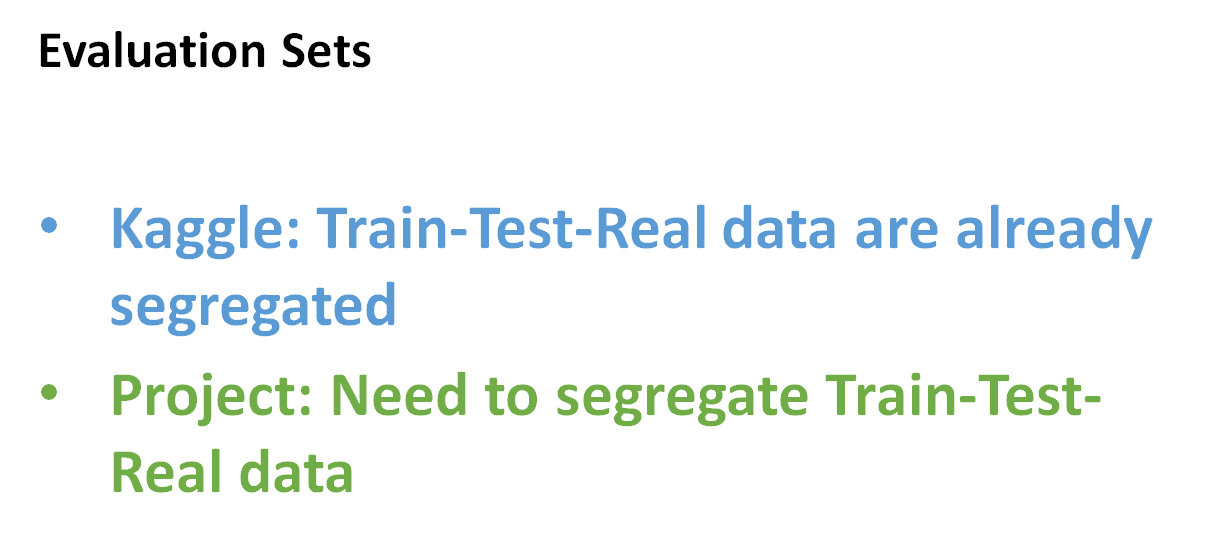 Evaluation Sets
• Kaggle: Train-Test-Real data are already
segregated
• Project: Need to segregate Train-Test-
Real data